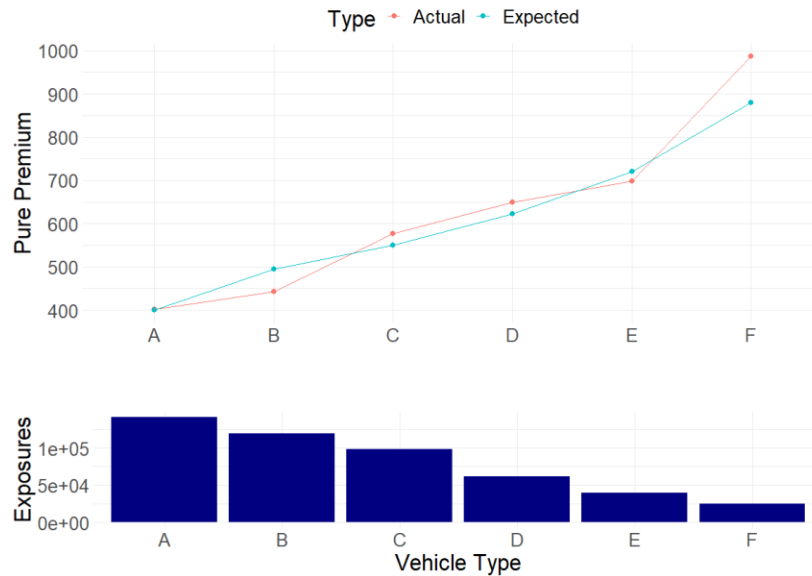 Type Actual Expected
Pure Premium
1000
900
800
700
600
500
400
A B C D E F
Exposures
1e+05
5e+04
0e+00
A B C D E F
Vehicle Type